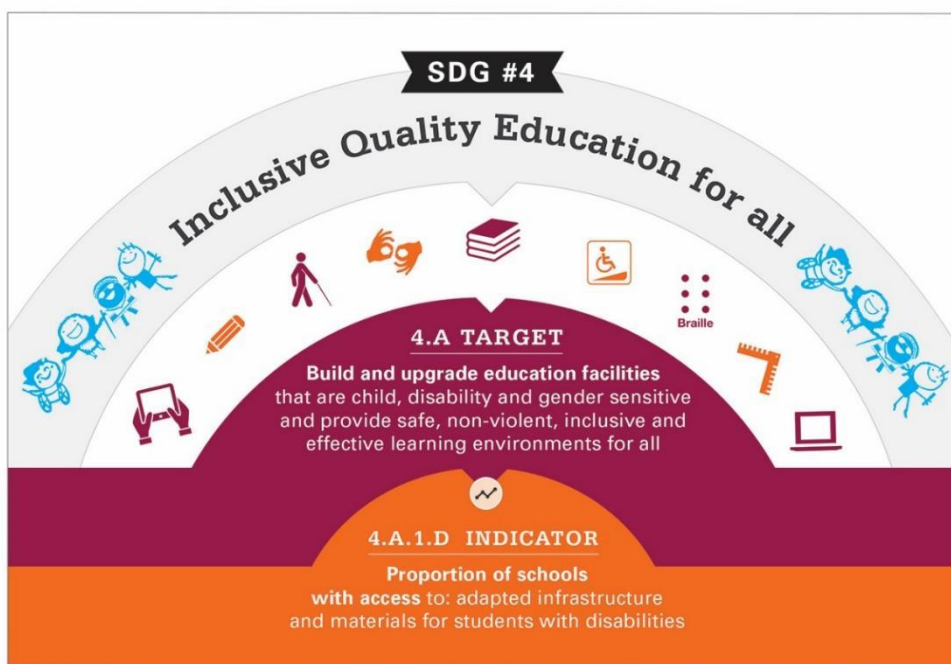 SDG #4
Inclusive Quality Education for all
Braille
4.A TARGET
Build and upgrade education facilities
that are child, disability and gender sensitive
and provide safe, non-violent, inclusive and
effective learning environments for all
4.A.1.D INDICATOR
Proportion of schools
with access to: adapted infrastructure
and materials for students with disabilities